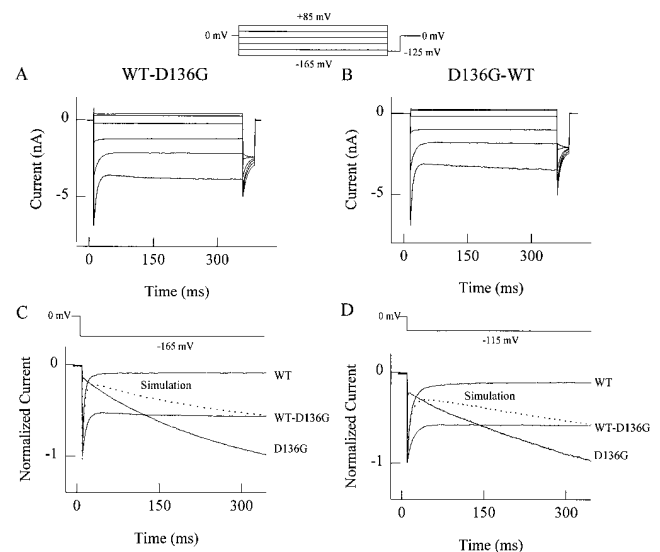 +85 mV
0 mV
0 mV
-125 mV
-165 mV
A
WT-D136G
B
D136G-WT
0
-5
Current (nA)
0
150
300
Time (ms)
0
-5
Current (nA)
0
150
300
Time (ms)
C
0 mV
-165 mV
0
-1
Normalized Current
WT
Simulation
WT-D136G
D136G
0
150
300
Time (ms)
D
0 mV
-115 mV
0
-1
Normalized Current
WT
Simulation
WT-D136G
D136G
0
150
300
Time (ms)